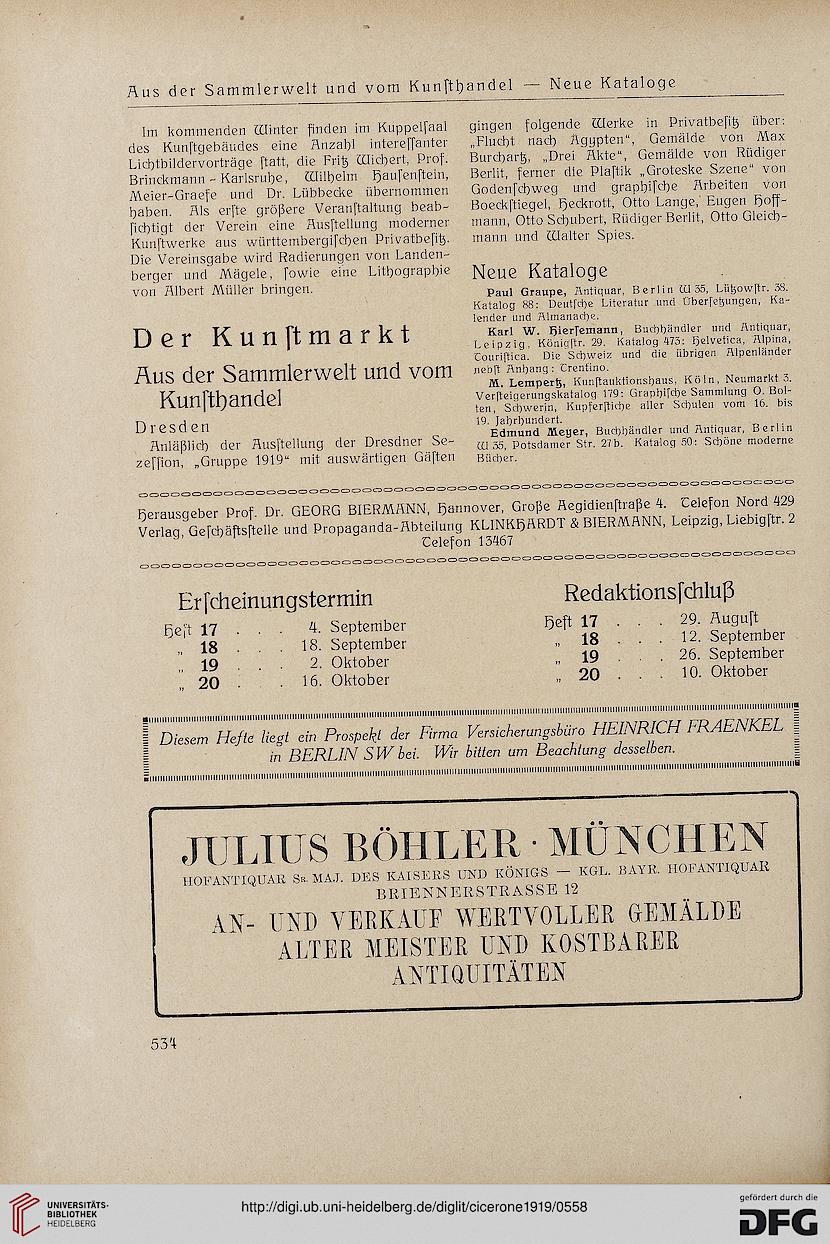 Aus der Sammlerwelt und vom Kunſthandel — Neue Kataloge
Im kommenden Winter finden im Kuppelſaal
des Kunſtgebäudes eine Anzahl intereſſanter
Lichtbildervorträge ſtatt, die Fritz Wichert, Prof.
Brinckmann - Karlsruhe, Wilhelm Hauſenſtein,
Meier-Graefe und Dr. Lübbecke übernommen
haben. Als erſte größere Veranſtaltung beab-
ſichtigt der Verein eine Ausſtellung moderner
Kunſtwerke aus württembergiſchen Privatbeſitz.
Die Vereinsgabe wird Radierungen von Landen-
berger und Mägele, ſowie eine Lithographie
von Albert Müller bringen.
Der Kunſtmarkt
Aus der Sammlerwelt und vom
Kunſthandel
Dresden
Anläßlich der Ausſtellung der Dresdner Se-
zeſſion, „Gruppe 1919“ mit auswärtigen Gäſten
gingen folgende Werke in Privatbeſitz über:
„Flucht nach Ägypten“, Gemälde von Max
Burchartz, „Drei Akte“, Gemälde von Rüdiger
Berlit, ferner die Plaſtik „Groteske Szene“ von
Godenſchweg und graphiſche Arbeiten von
Boeckſtiegel, Heckrott, Otto Lange, Eugen Hoff-
mann, Otto Schubert, Rüdiger Berlit, Otto Gleich-
mann und Walter Spies.
Neue Kataloge
Paul Graupe, Antiquar, Berlin W 35, Lützowſtr. 38.
Katalog 88: Deutſche Literatur und Überſetzungen, Ka-
lender und Almanache.
Karl W. Hierſemann, Buchhändler und Antiquar,
Leipzig, Königſtr. 29. Katalog 473: Helvetica, Alpina,
Touriſtica. Die Schweiz und die übrigen Alpenländer
nebſt Anhang: Trentino.
M. Lempertz, Kunſtauktionshaus, Köln, Neumarkt 3.
Verſteigerungskatalog 179: Graphiſche Sammlung O. Bol-
ten, Schwerin, Kupferſtiche aller Schulen vom 16. bis
19. Jahrhundert.
Edmund Meyer, Buchhändler und Antiquar, Berlin
W 35, Potsdamer Str. 27b. Katalog 50: Schöne moderne
Bücher.
Herausgeber Prof. Dr. GEORG BIERMANN, Hannover, Große Aegidienſtraße 4. Telefon Nord 429
Verlag, Geſchäftsſtelle und Propaganda-Abteilung KLINKHARDT & BIERMANN, Leipzig, Liebigſtr. 2
Telefon 13467
Erſcheinungstermin
Heft 17 . . . 4. September
„ 18 . . . 18. September
„ 19 . . . 2. Oktober
„ 20 . . . 16. Oktober
Redaktionsſchluß
Heft 17 . . . 29. Auguſt
„ 18 . . . 12. September
„ 19 . . . 26. September
„ 20 . . . 10. Oktober
Diesem Hefte liegt ein Prospekt der Firma Versicherungsbüro HEINRICH FRAENKEL
in BERLIN SW bei. Wir bitten um Beachtung desselben.
JULIUS BÖHLER · MÜNCHEN
HOFANTIQUAR SR. MAJ. DES KAISERS UND KÖNIGS — KGL. BAYR. HOFANTIQUAR
BRIENNERSTRASSE 12
AN- UND VERKAUF WERTVOLLER GEMÄLDE
ALTER MEISTER UND KOSTBARER
ANTIQUITÄTEN
534
UNIVERSITÄTS-
BIBLIOTHEK
HEIDELBERG
http://digi.ub.uni-heidelberg.de/diglit/cicerone1919/0558
gefördert durch die
DFG